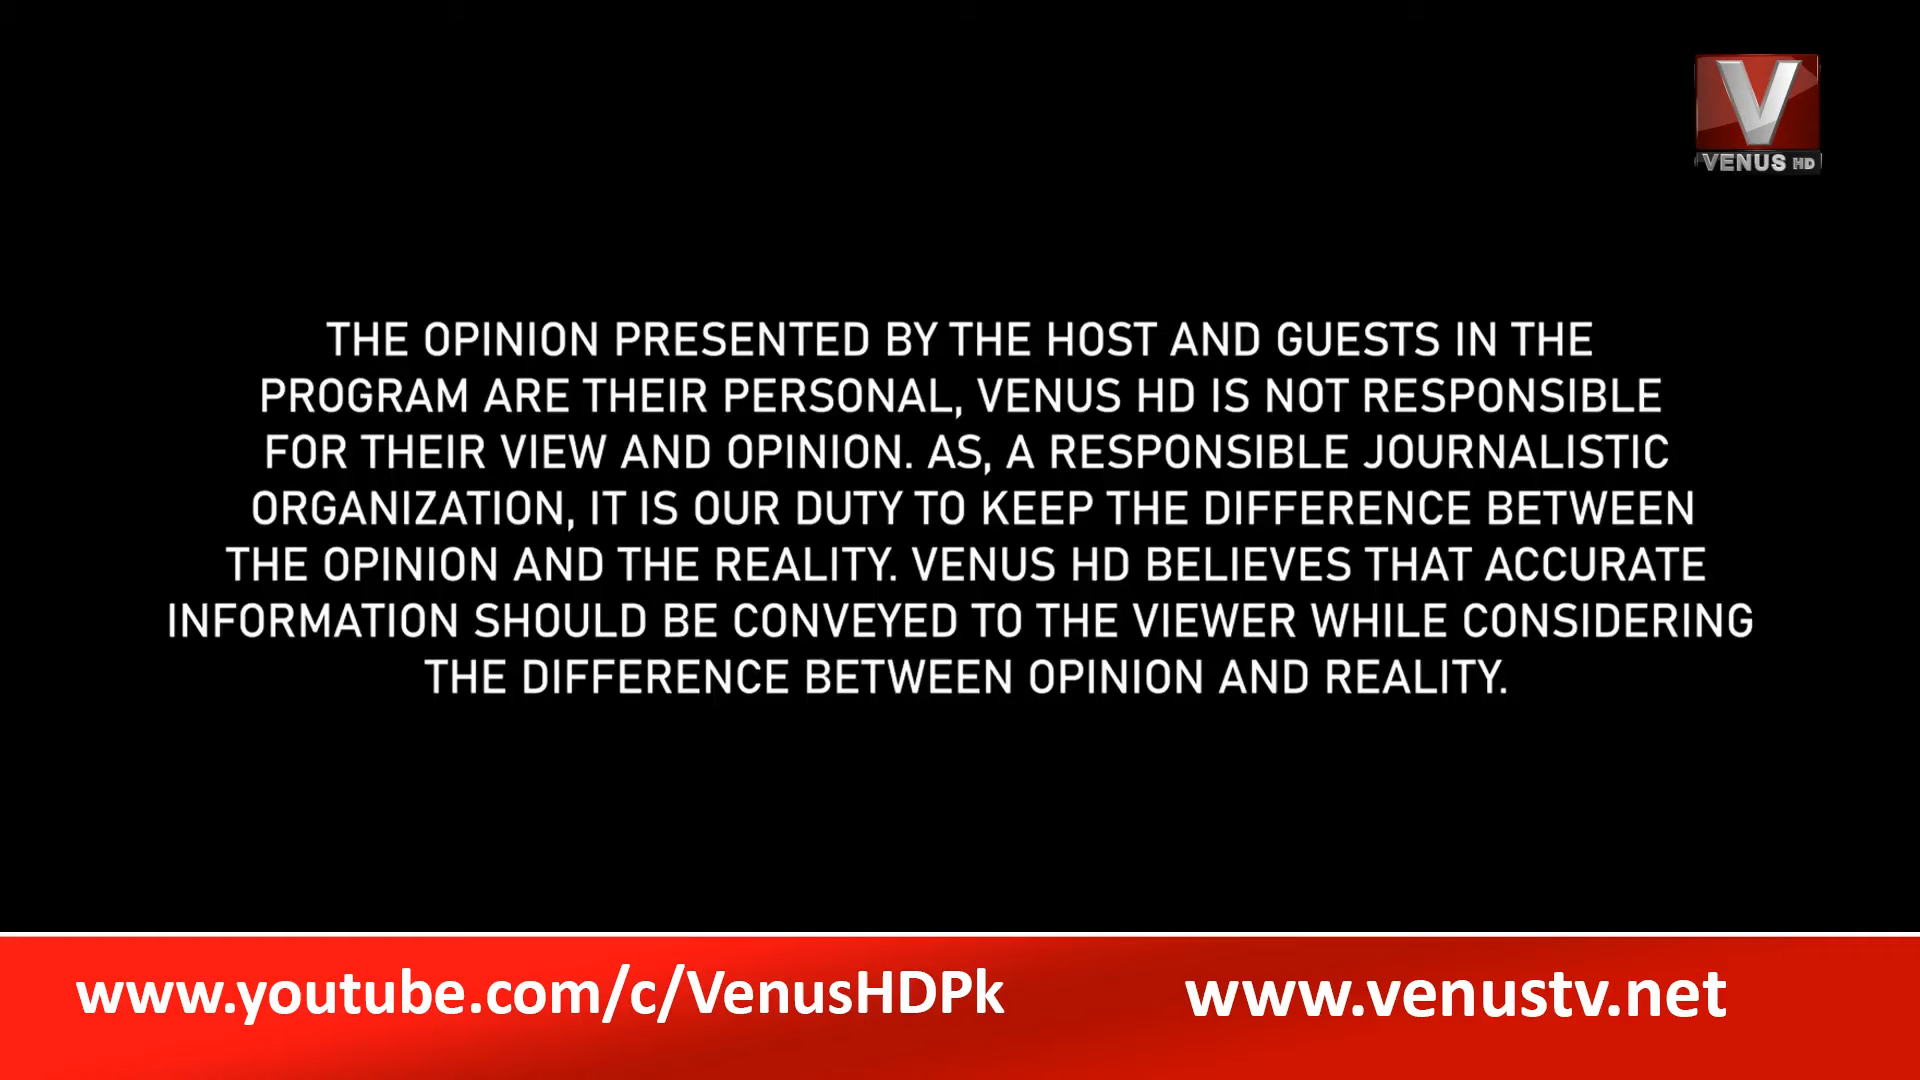 V
VENUS HD
THE OPINION PRESENTED BY THE HOST AND GUESTS IN THE
PROGRAM ARE THEIR PERSONAL, VENUS HD IS NOT RESPONSIBLE
FOR THEIR VIEW AND OPINION. AS, A RESPONSIBLE JOURNALISTIC
ORGANIZATION, IT IS OUR DUTY TO KEEP THE DIFFERENCE BETWEEN
THE OPINION AND THE REALITY. VENUS HD BELIEVES THAT ACCURATE
INFORMATION SHOULD BE CONVEYED TO THE VIEWER WHILE CONSIDERING
THE DIFFERENCE BETWEEN OPINION AND REALITY.
www.youtube.com/c/VenusHDPk
www.venustv.net